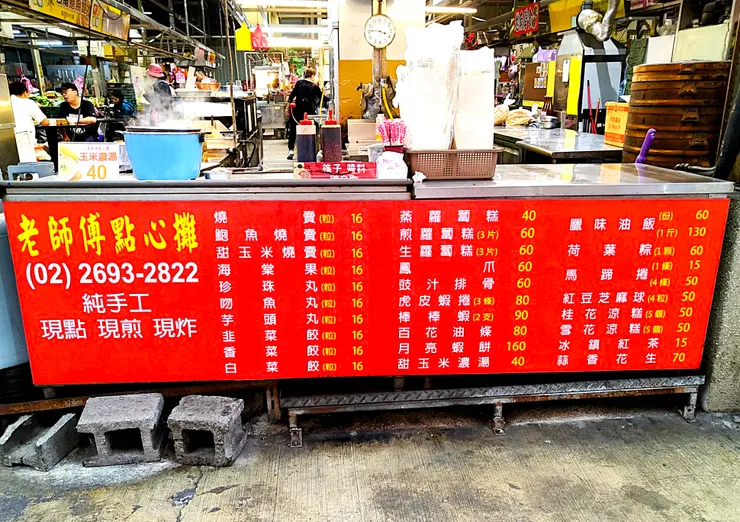 玉米濃湯
40
筷子 醬料
老師傅點心攤
(02) 2693-2822
純手工
現點 現煎 現炸
燒賣(粒) 16
鮑魚燒賣(粒) 16
甜玉米燒賣(粒) 16
海棠果(粒) 16
珍珠丸(粒) 16
吻魚丸(粒) 16
芋頭丸(粒) 16
韭菜餃(粒) 16
香菜餃(粒) 16
白菜餃(粒) 16
蒸蘿蔔糕 40
煎蘿蔔糕(3片) 60
生蘿蔔糕(3片) 60
鳳爪 60
豉汁排骨 60
虎皮蝦捲(3條) 80
棒棒蝦(2支) 90
百花油條 80
月亮蝦餅 160
甜玉米濃湯 40
臘味油飯(份) 60
(1斤) 130
荷葉粽(1顆) 60
馬蹄捲(1條) 15
(4條) 50
紅豆芝麻球(4粒) 50
桂花涼糕(5個) 50
雪花涼糕(5個) 50
冰鎮紅茶 15
蒜香花生 70